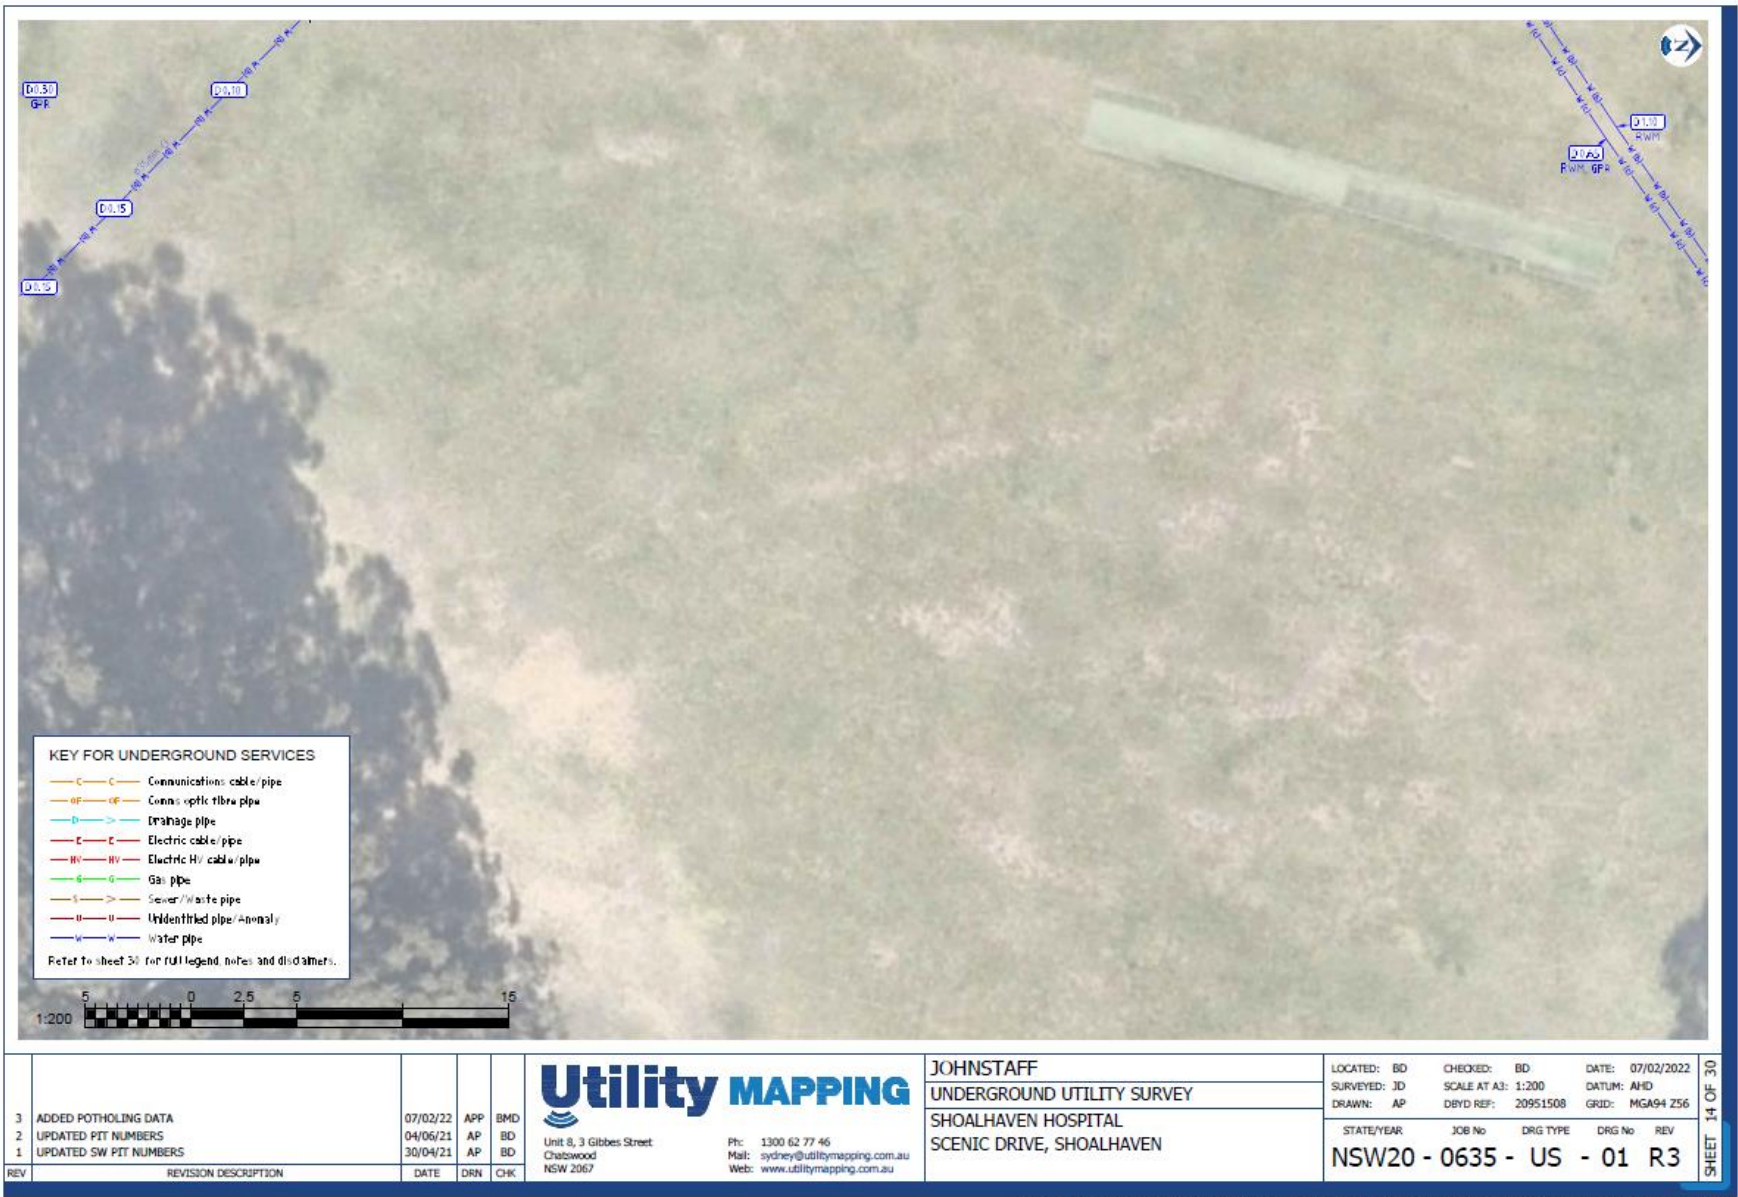 N
D0.30
GPR
D0.10
D0.15
D0.15
D1.10
RWM
D0.65
RWM, GPR
W (b)
W (c)
KEY FOR UNDERGROUND SERVICES
C C Communications cable/pipe
OF OF Comms optic fibre pipe
D > Drainage pipe
E E Electric cable/pipe
HV HV Electric HV cable/pipe
G G Gas pipe
S > Sewer/Waste pipe
U U Unidentified pipe/Anomaly
W W Water pipe
Refer to sheet 30 for full legend, notes and disclaimers.
5 0 2.5 5 15
1:200
3 ADDED POTHOLING DATA 07/02/22 APP BMD
2 UPDATED PIT NUMBERS 04/06/21 AP BD
1 UPDATED SW PIT NUMBERS 30/04/21 AP BD
REV REVISION DESCRIPTION DATE DRN CHK
Utility MAPPING
Unit 8, 3 Gibbes Street
Chatswood
NSW 2067
Ph: 1300 62 77 46
Mail: sydney@utilitymapping.com.au
Web: www.utilitymapping.com.au
JOHNSTAFF
UNDERGROUND UTILITY SURVEY
SHOALHAVEN HOSPITAL
SCENIC DRIVE, SHOALHAVEN
LOCATED: BD CHECKED: BD DATE: 07/02/2022
SURVEYED: JD SCALE AT A3: 1:200 DATUM: AHD
DRAWN: AP DBYD REF: 20951508 GRID: MGA94 Z56
STATE/YEAR JOB No DRG TYPE DRG No REV
NSW20 - 0635 - US - 01 R3
SHEET 14 OF 30